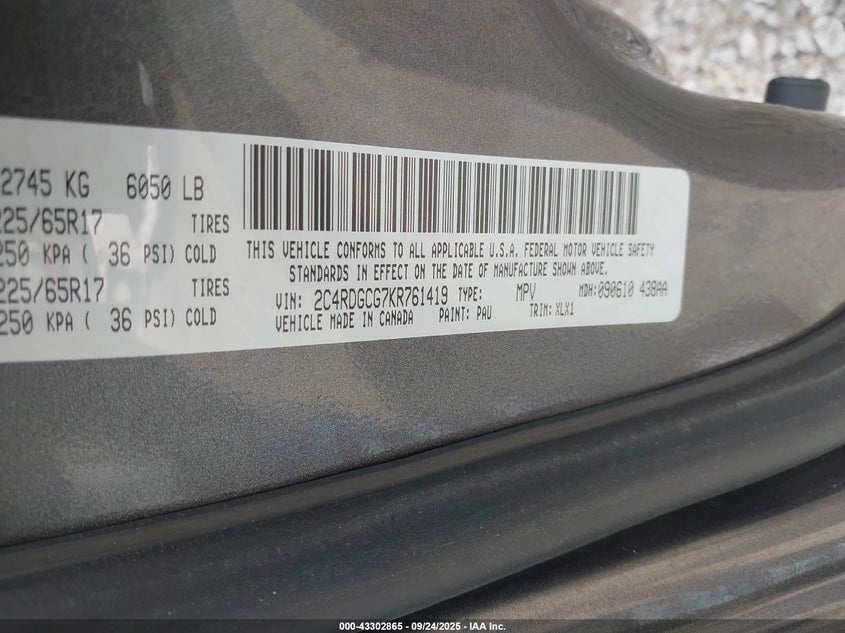 2745 KG 6050 LB
225/65R17 TIRES
250 KPA ( 36 PSI) COLD
225/65R17 TIRES
250 KPA ( 36 PSI) COLD
THIS VEHICLE CONFORMS TO ALL APPLICABLE U.S.A. FEDERAL MOTOR VEHICLE SAFETY
STANDARDS IN EFFECT ON THE DATE OF MANUFACTURE SHOWN ABOVE.
VIN: 2C4RDGCG7KR761419 TYPE: MPV MDH:090610 438AA
VEHICLE MADE IN CANADA PAINT: PAU TRIM: XLX1
000-43302865 - 09/24/2025 - IAA Inc.